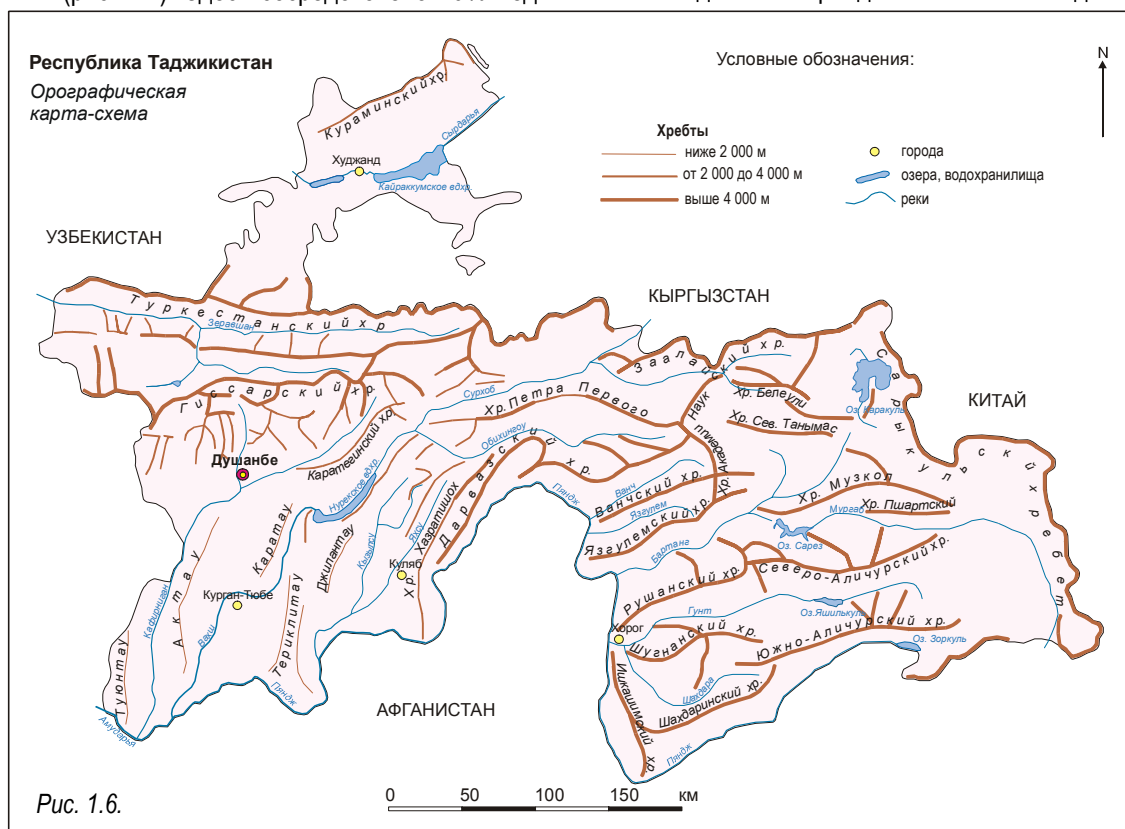 Республика Таджикистан
Орографическая
карта-схема
Условные обозначения:
N
Хребты
ниже 2 000 м
от 2 000 до 4 000 м
выше 4 000 м
города
озера, водохранилища
реки
Кураминский хр.
Сырдарья
Худжанд
Кайраккумское вдхр.
УЗБЕКИСТАН
КЫРГЫЗСТАН
КИТАЙ
АФГАНИСТАН
Туркестанский хр
Зеравшан
Гиссарский хр.
Заалайский хр.
Сарыкульский хребет
Сурхоб
Хр. Петра Первого
Хр. Белеули
Оз. Каракуль
Хр. Сев. Танымас
Хр. Академии Наук
Обихингоу
Душанбе
Каратегинский хр.
Нурекское вдхр.
Дарвазский хр.
Пяндж
Ванч
Ванчский хр.
Язгулем
Язгулемский хр.
Хр. Музкол
Хр. Пшартский
Мургаб
Бартанг
Оз. Сарез
Каратау
Джилантау
Кызылсу
Яхсу
Хр. Хазратишох
Куляб
Рушанский хр.
Северо-Аличурский хр.
Гунт
Оз.Яшилькуль
Актау
Кафирниган
Курган-Тюбе
Вахш
Териклитау
Хорог
Шугнанский хр.
Южно-Аличурский хр.
Оз. Зоркуль
Туюнтау
Пяндж
Амударья
Ишкашимский хр
Шахдара
Шахдаринский хр.
Пяндж
Рис. 1.6.
0 50 100 150 км